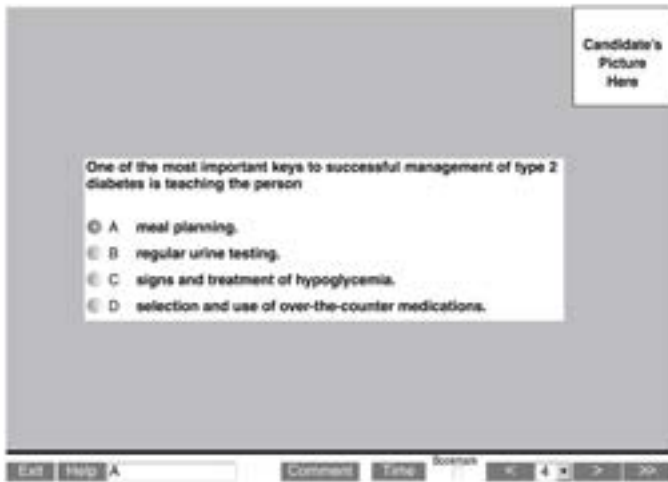 Candidate's
Picture
Here
One of the most important keys to successful management of type 2
diabetes is teaching the person
A meal planning.
B regular urine testing.
C signs and treatment of hypoglycemia.
D selection and use of over-the-counter medications.
Bookmark
Exit Help A Comment Time < 4 > >>